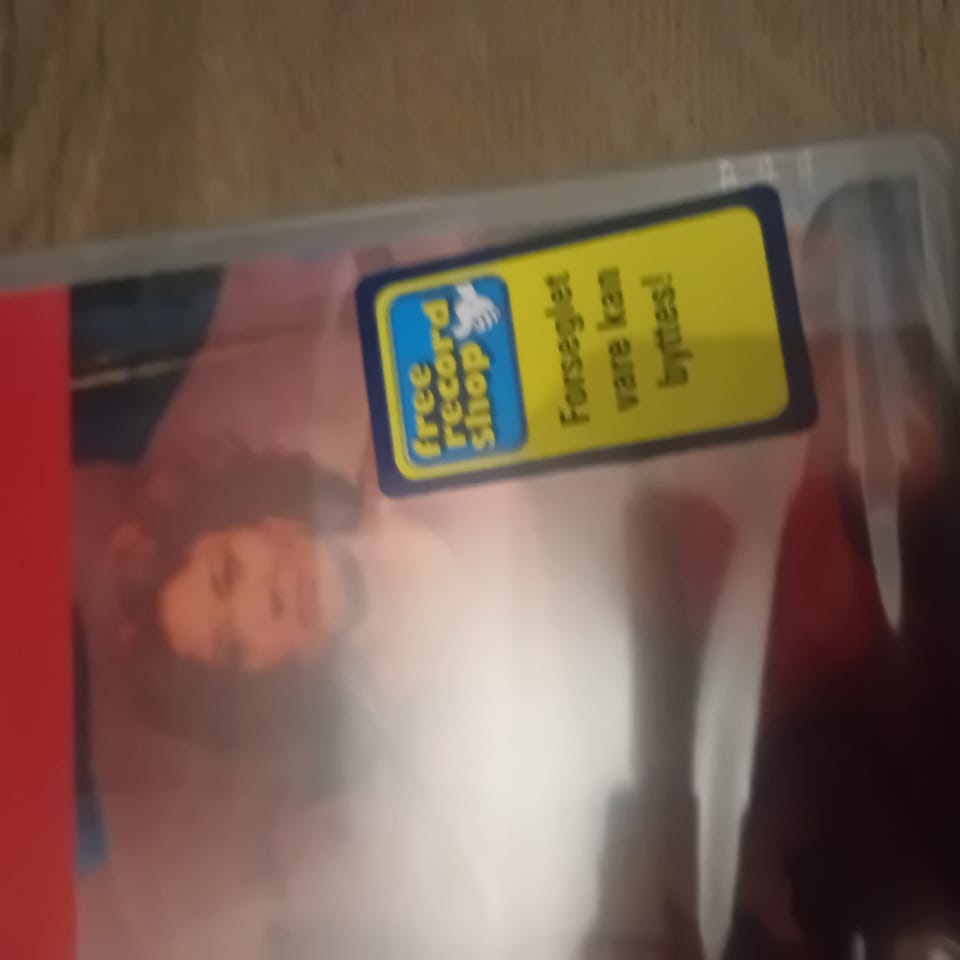 free
record
shop
Forseglet
vare kan
byttes!